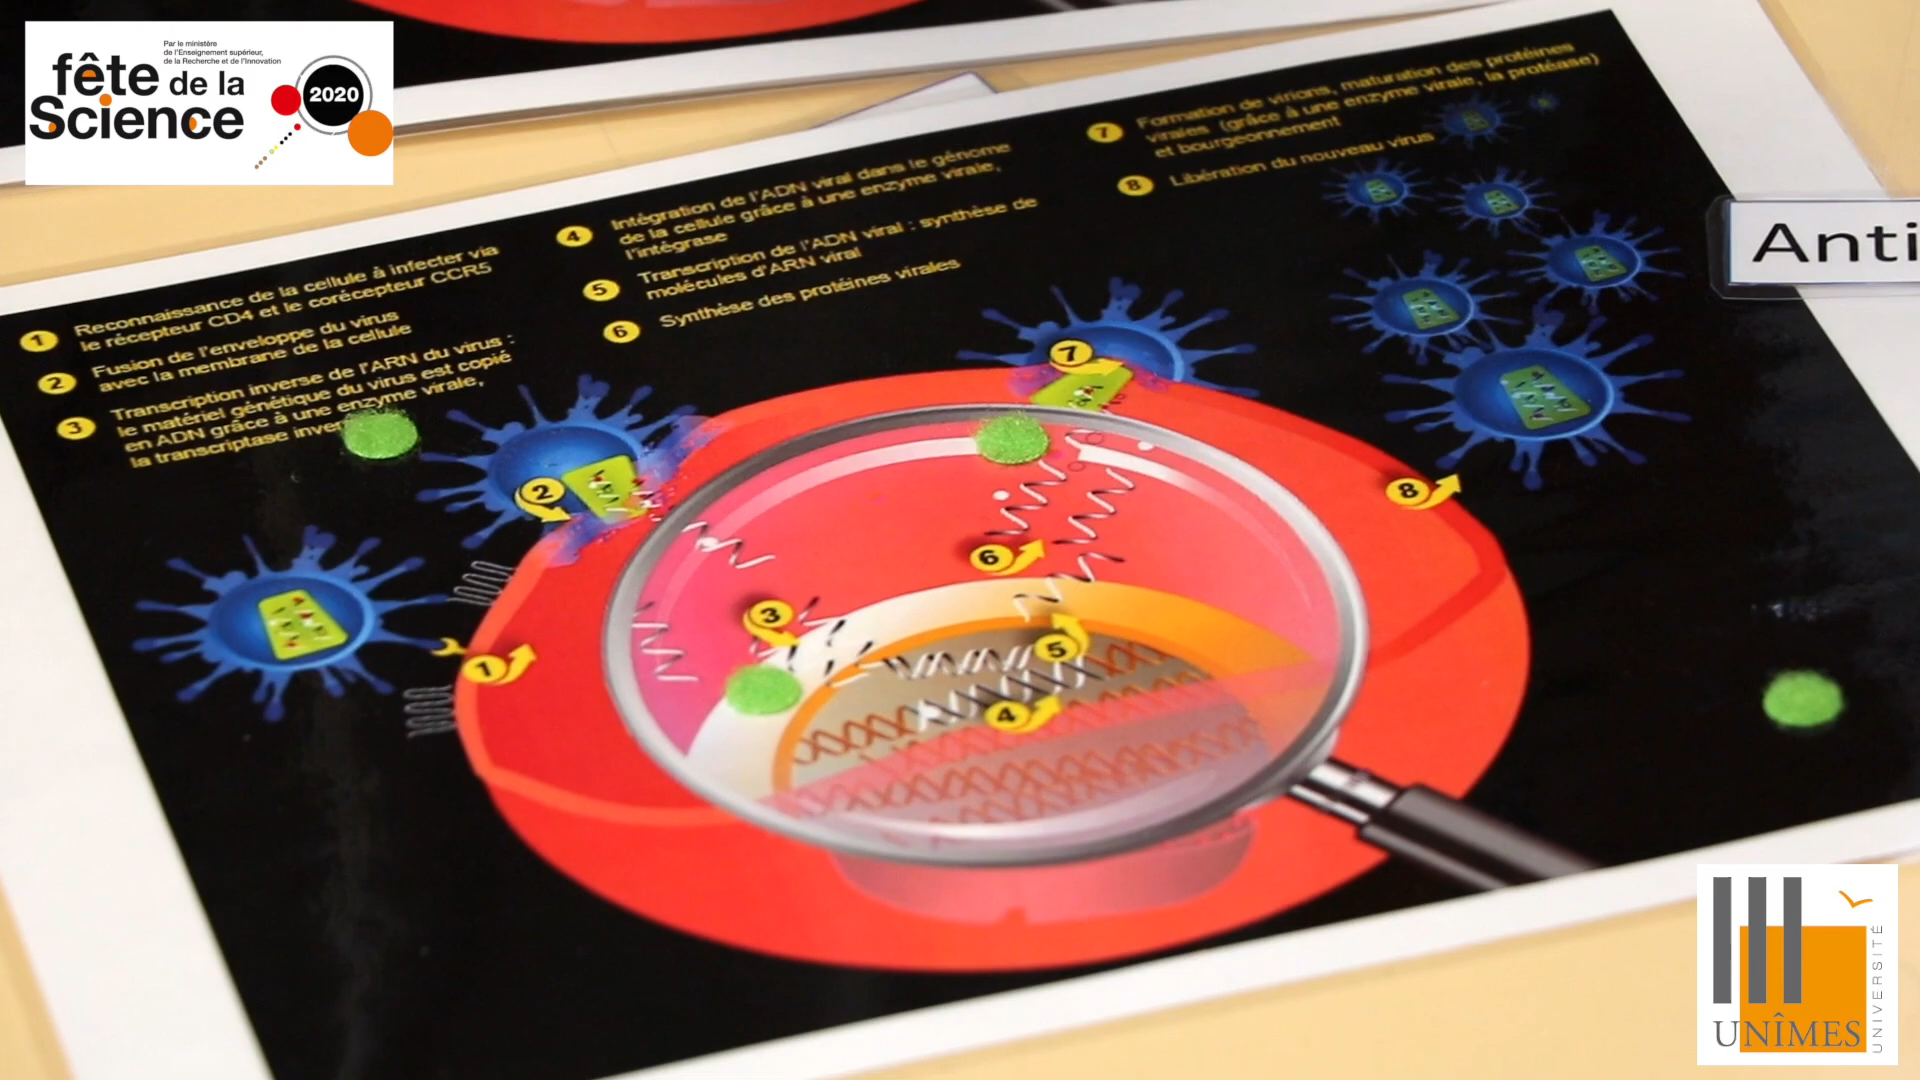 Par le ministère
de l'Enseignement supérieur,
de la Recherche et de l'Innovation
fête de la
Science
2020
1 Reconnaissance de la cellule à infecter via
le récepteur CD4 et le corécepteur CCR5
2 Fusion de l'enveloppe du virus
avec la membrane de la cellule
3 Transcription inverse de l'ARN du virus :
le matériel génétique du virus est copié
en ADN grâce à une enzyme virale,
la transcriptase inver
4 Intégration de l'ADN viral dans le génome
de la cellule grâce à une enzyme virale,
l'intégrase
5 Transcription de l'ADN viral : synthèse de
molécules d'ARN viral
6 Synthèse des protéines virales
7 Formation de virions, maturation des protéines
virales (grâce à une enzyme virale, la protéase)
et bourgeonnement
8 Libération du nouveau virus
Anti
7
2
8
6
3
5
1
4
UNÎMES
UNIVERSITÉ